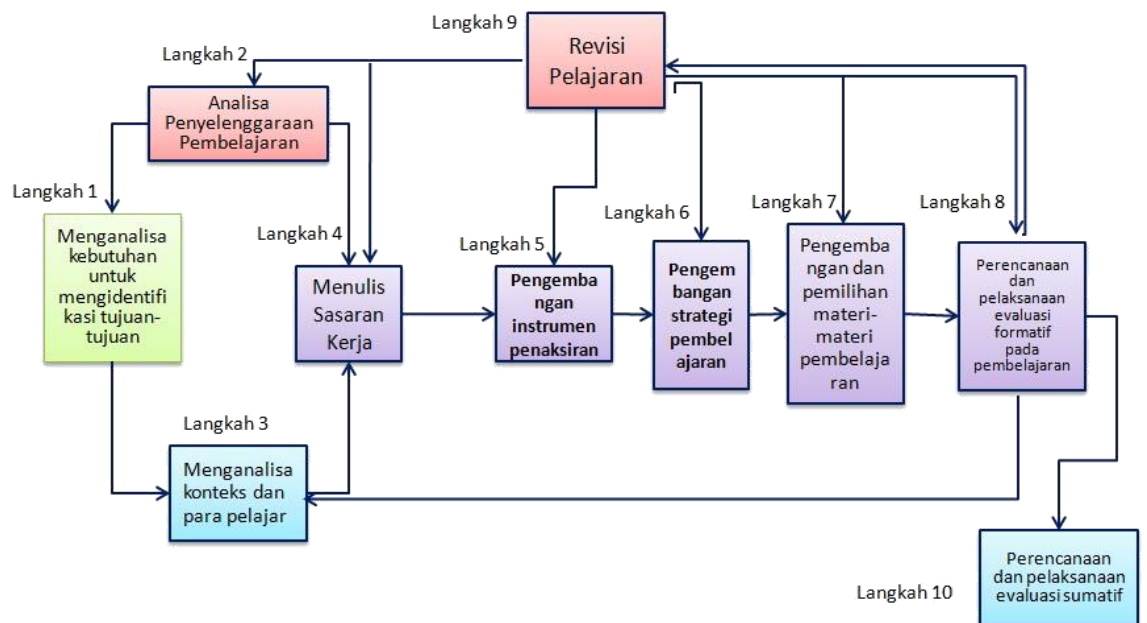 Langkah 9
Revisi
Pelajaran
Langkah 2
Analisa
Penyelenggaraan
Pembelajaran
Langkah 1
Menganalisa
kebutuhan
untuk
mengidentifi
kasi tujuan-
tujuan
Langkah 3
Menganalisa
konteks dan
para pelajar
Langkah 4
Menulis
Sasaran
Kerja
Langkah 5
Pengemba
ngan
instrumen
penaksiran
Langkah 6
Pengem
bangan
strategi
pembel
ajaran
Langkah 7
Pengemba
ngan dan
pemilihan
materi-
materi
pembelaja
ran
Langkah 8
Perencanaan
dan
pelaksanaan
evaluasi
formatif
pada
pembelajaran
Langkah 10
Perencanaan
dan pelaksanaan
evaluasi sumatif